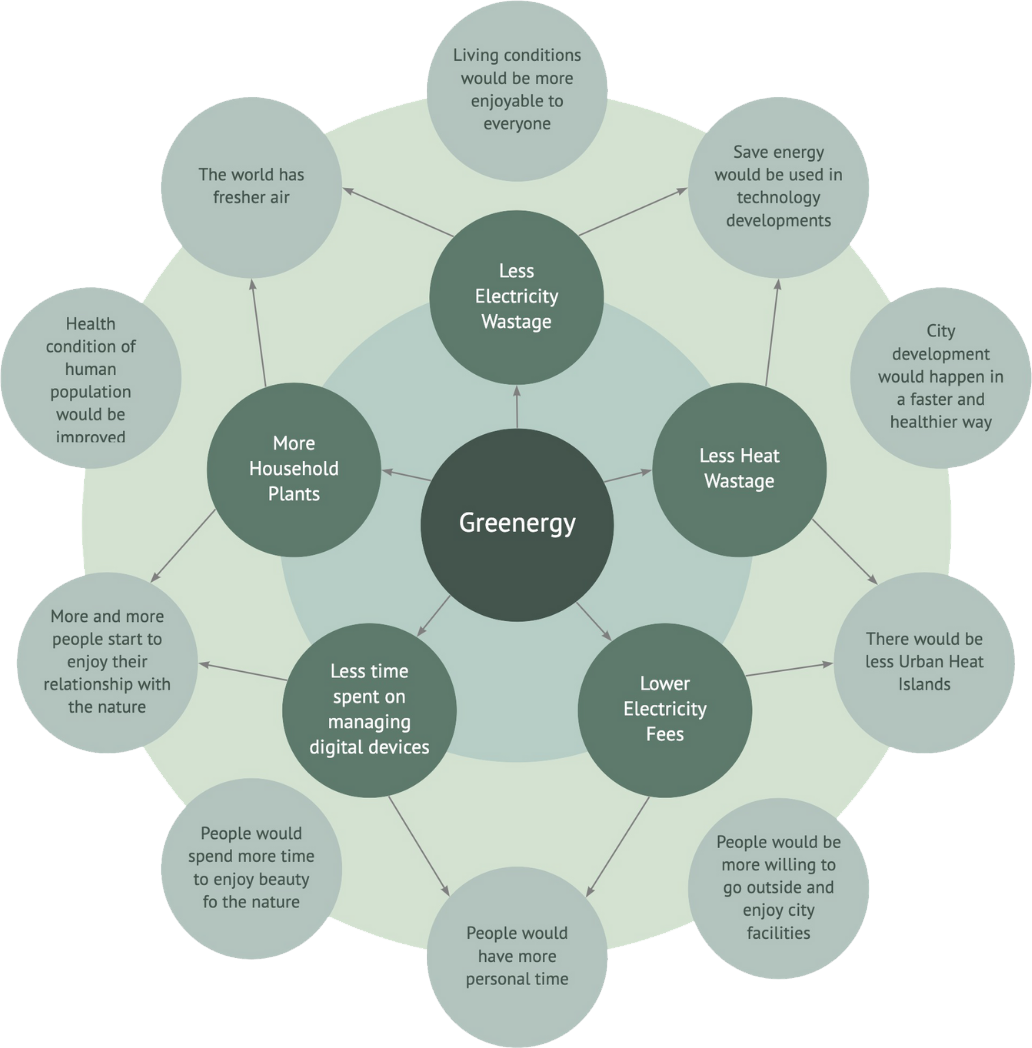 Living conditions
would be more
enjoyable to
everyone
The world has
fresher air
Save energy
would be used in
technology
developments
Less
Electricity
Wastage
Health
condition of
human
population
would be
improved
City
development
would happen in
a faster and
healthier way
More
Household
Plants
Less Heat
Wastage
Greenergy
More and more
people start to
enjoy their
relationship with
the nature
Less time
spent on
managing
digital devices
Lower
Electricity
Fees
There would be
less Urban Heat
Islands
People would
spend more time
to enjoy beauty
fo the nature
People would
have more
personal time
People would be
more willing to
go outside and
enjoy city
facilities